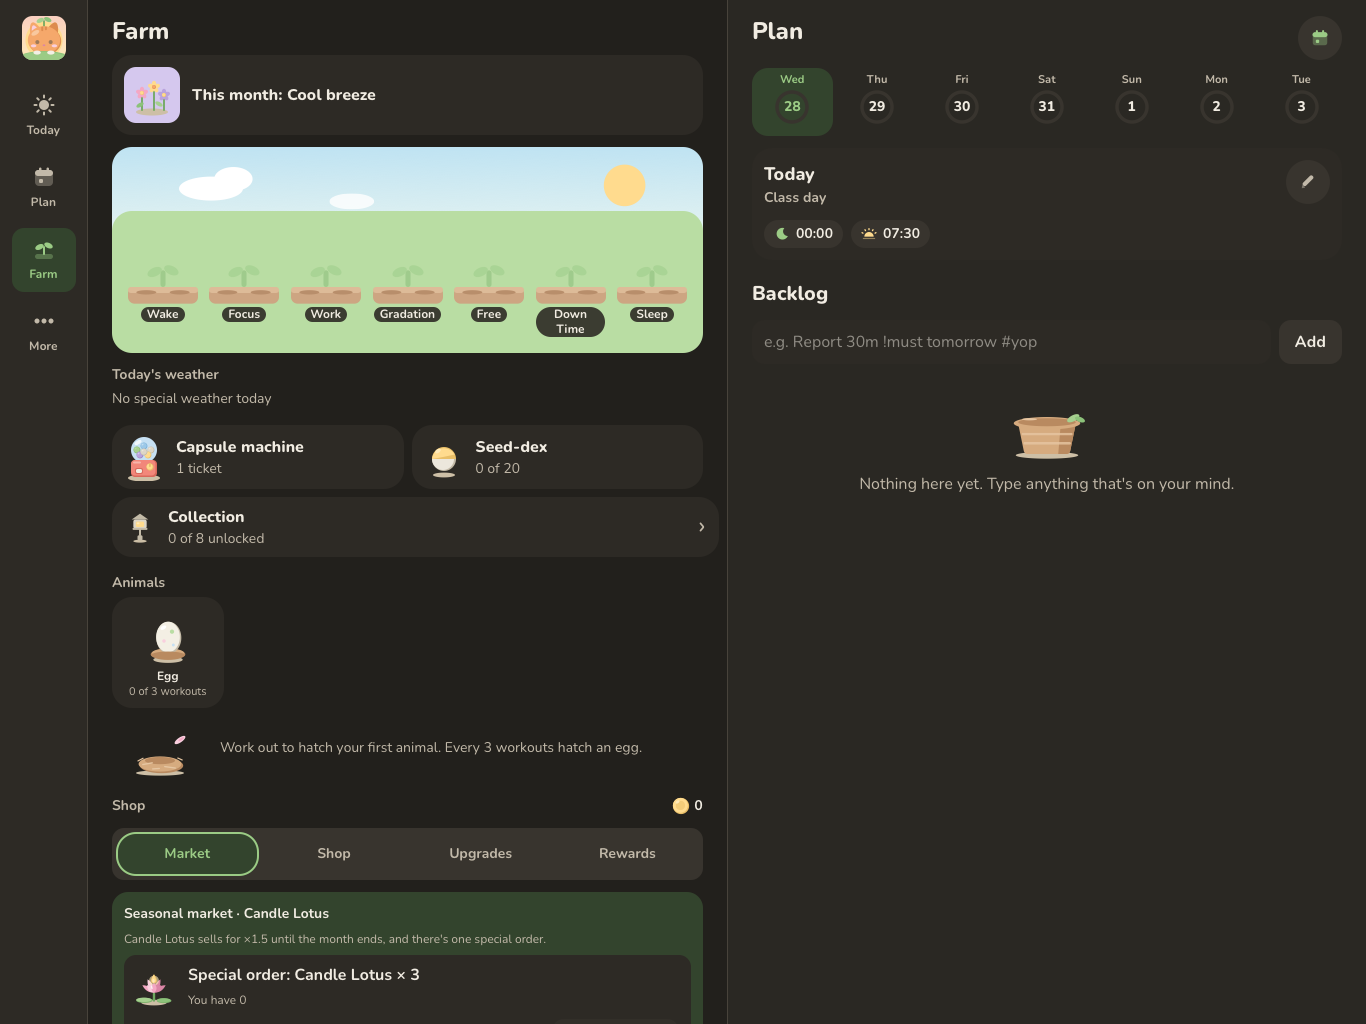 Today
Plan
Farm
More
Farm
This month: Cool breeze
Wake
Focus
Work
Gradation
Free
Down
Time
Sleep
Today's weather
No special weather today
Capsule machine
1 ticket
Seed-dex
0 of 20
Collection
0 of 8 unlocked
Animals
Egg
0 of 3 workouts
Work out to hatch your first animal. Every 3 workouts hatch an egg.
Shop
0
Market
Shop
Upgrades
Rewards
Seasonal market · Candle Lotus
Candle Lotus sells for ×1.5 until the month ends, and there's one special order.
Special order: Candle Lotus × 3
You have 0
Plan
Wed
Thu
Fri
Sat
Sun
Mon
Tue
28
29
30
31
1
2
3
Today
Class day
00:00
07:30
Backlog
e.g. Report 30m !must tomorrow #yop
Add
Nothing here yet. Type anything that's on your mind.